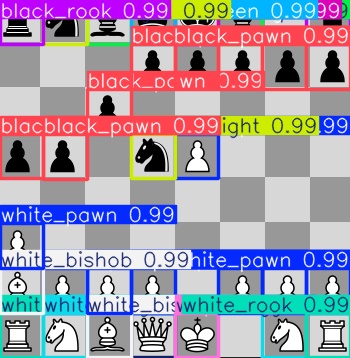 black_rook 0.99 0.99 een 0.99 99
blacblack_pawn 0.99
black_pawn 0.99
blacblack_pawn 0.99 ight 0.99 .99
white_pawn 0.99
white_bishob 0.99 hite_pawn 0.99
whit whit white_bis white_rook 0.99